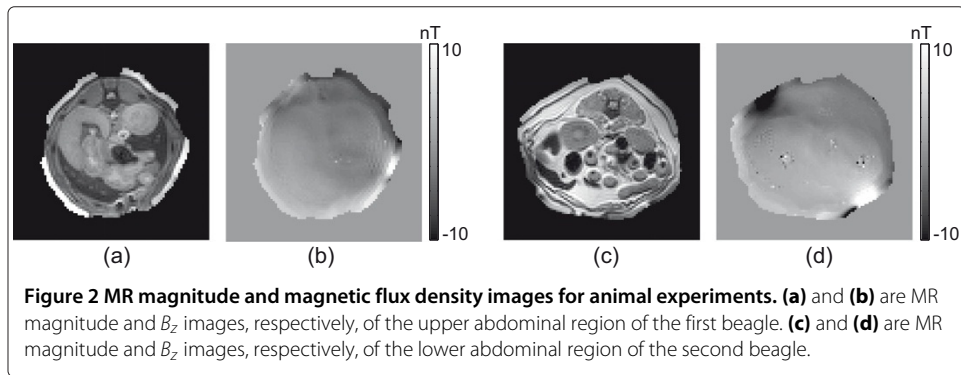 nT
10
-10
nT
10
-10
(a)
(b)
(c)
(d)
Figure 2 MR magnitude and magnetic flux density images for animal experiments. (a) and (b) are MR
magnitude and Bz images, respectively, of the upper abdominal region of the first beagle. (c) and (d) are MR
magnitude and Bz images, respectively, of the lower abdominal region of the second beagle.